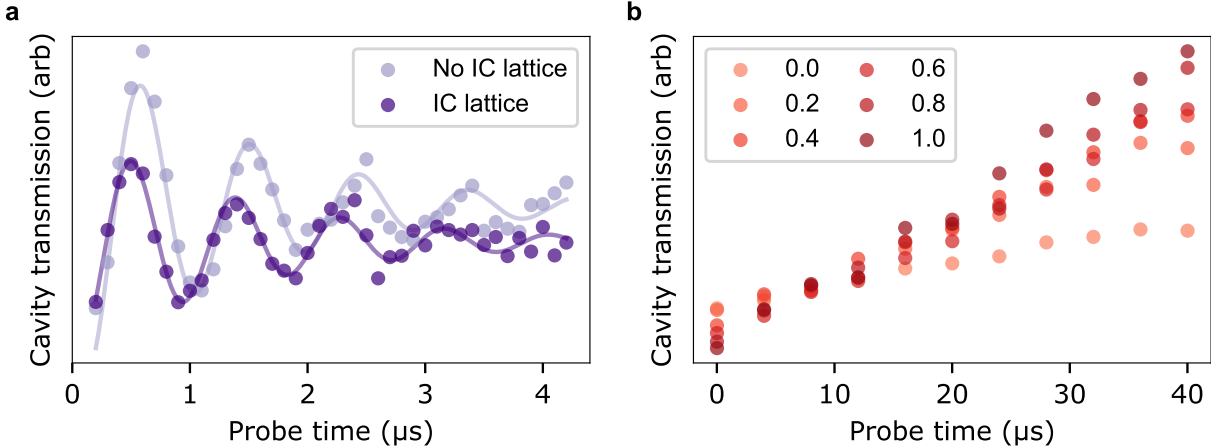 a
Cavity transmission (arb)
No IC lattice
IC lattice
0 1 2 3 4
Probe time (μs)
b
Cavity transmission (arb)
0.0 0.6
0.2 0.8
0.4 1.0
0 10 20 30 40
Probe time (μs)